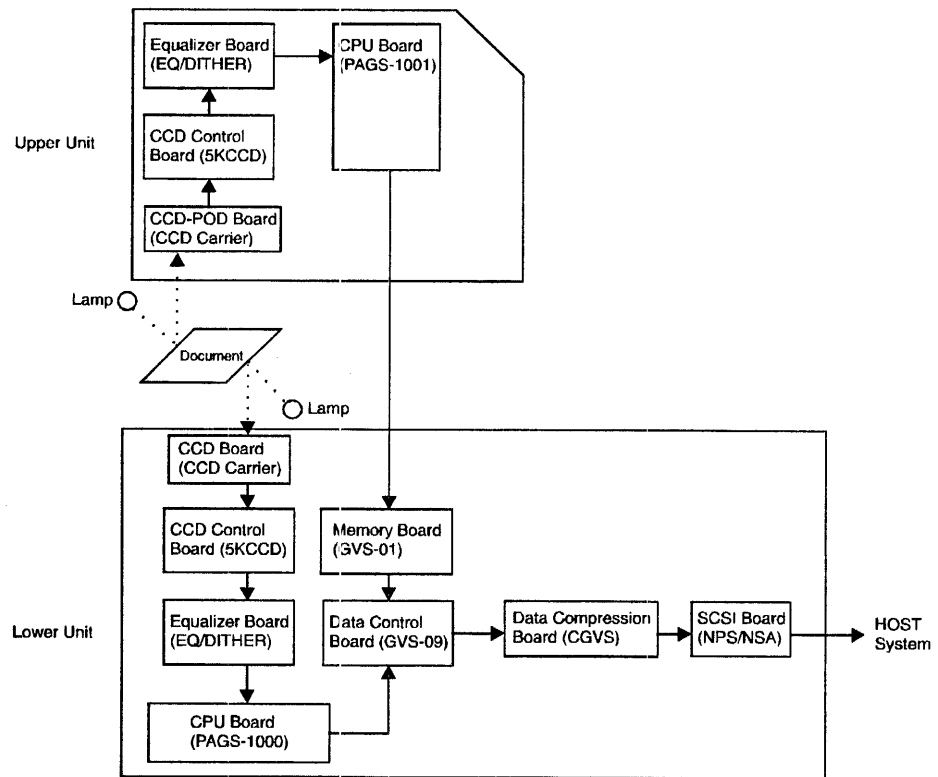 Equalizer Board
(EQ/DITHER)
CPU Board
(PAGS-1001)
Upper Unit
CCD Control
Board (5KCCD)
CCD-POD Board
(CCD Carrier)
Lamp
Document
Lamp
CCD Board
(CCD Carrier)
CCD Control
Board (5KCCD)
Memory Board
(GVS-01)
Lower Unit
Equalizer Board
(EQ/DITHER)
Data Control
Board (GVS-09)
Data Compression
Board (CGVS)
SCSI Board
(NPS/NSA)
HOST
System
CPU Board
(PAGS-1000)